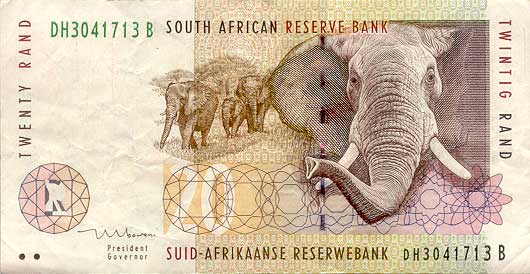 DH3041713 B
SOUTH AFRICAN RESERVE BANK
TWENTY RAND
TWINTIG RAND
20
President
Governor
SUID-AFRIKAANSE RESERWEBANK
DH3041713 B